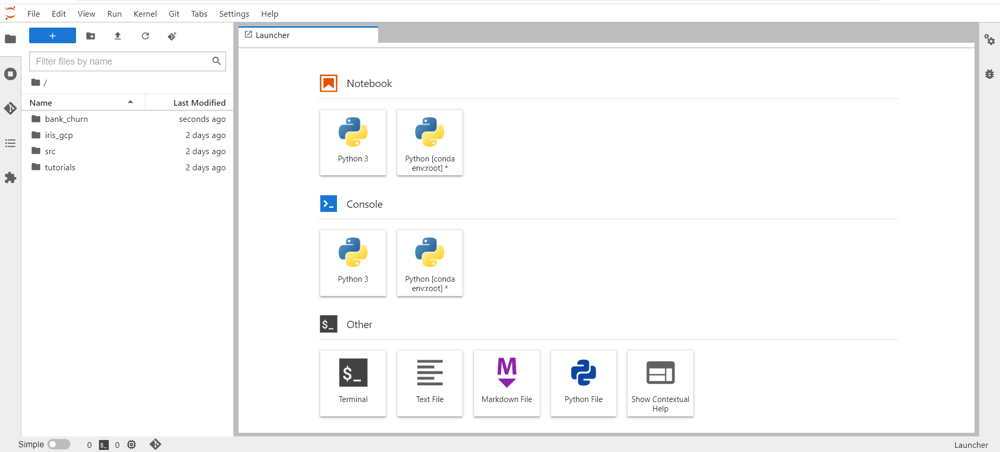 File Edit View Run Kernel Git Tabs Settings Help
+
Launcher
Filter files by name
/
Name Last Modified
bank_churn seconds ago
iris_gcp 2 days ago
src 2 days ago
tutorials 2 days ago
Notebook
Python 3
Python [conda
env:root] *
Console
Python 3
Python [conda
env:root] *
$_ Other
$_
Terminal
Text File
M
Markdown File
Python File
Show Contextual
Help
Simple 0 $_ 0 Launcher